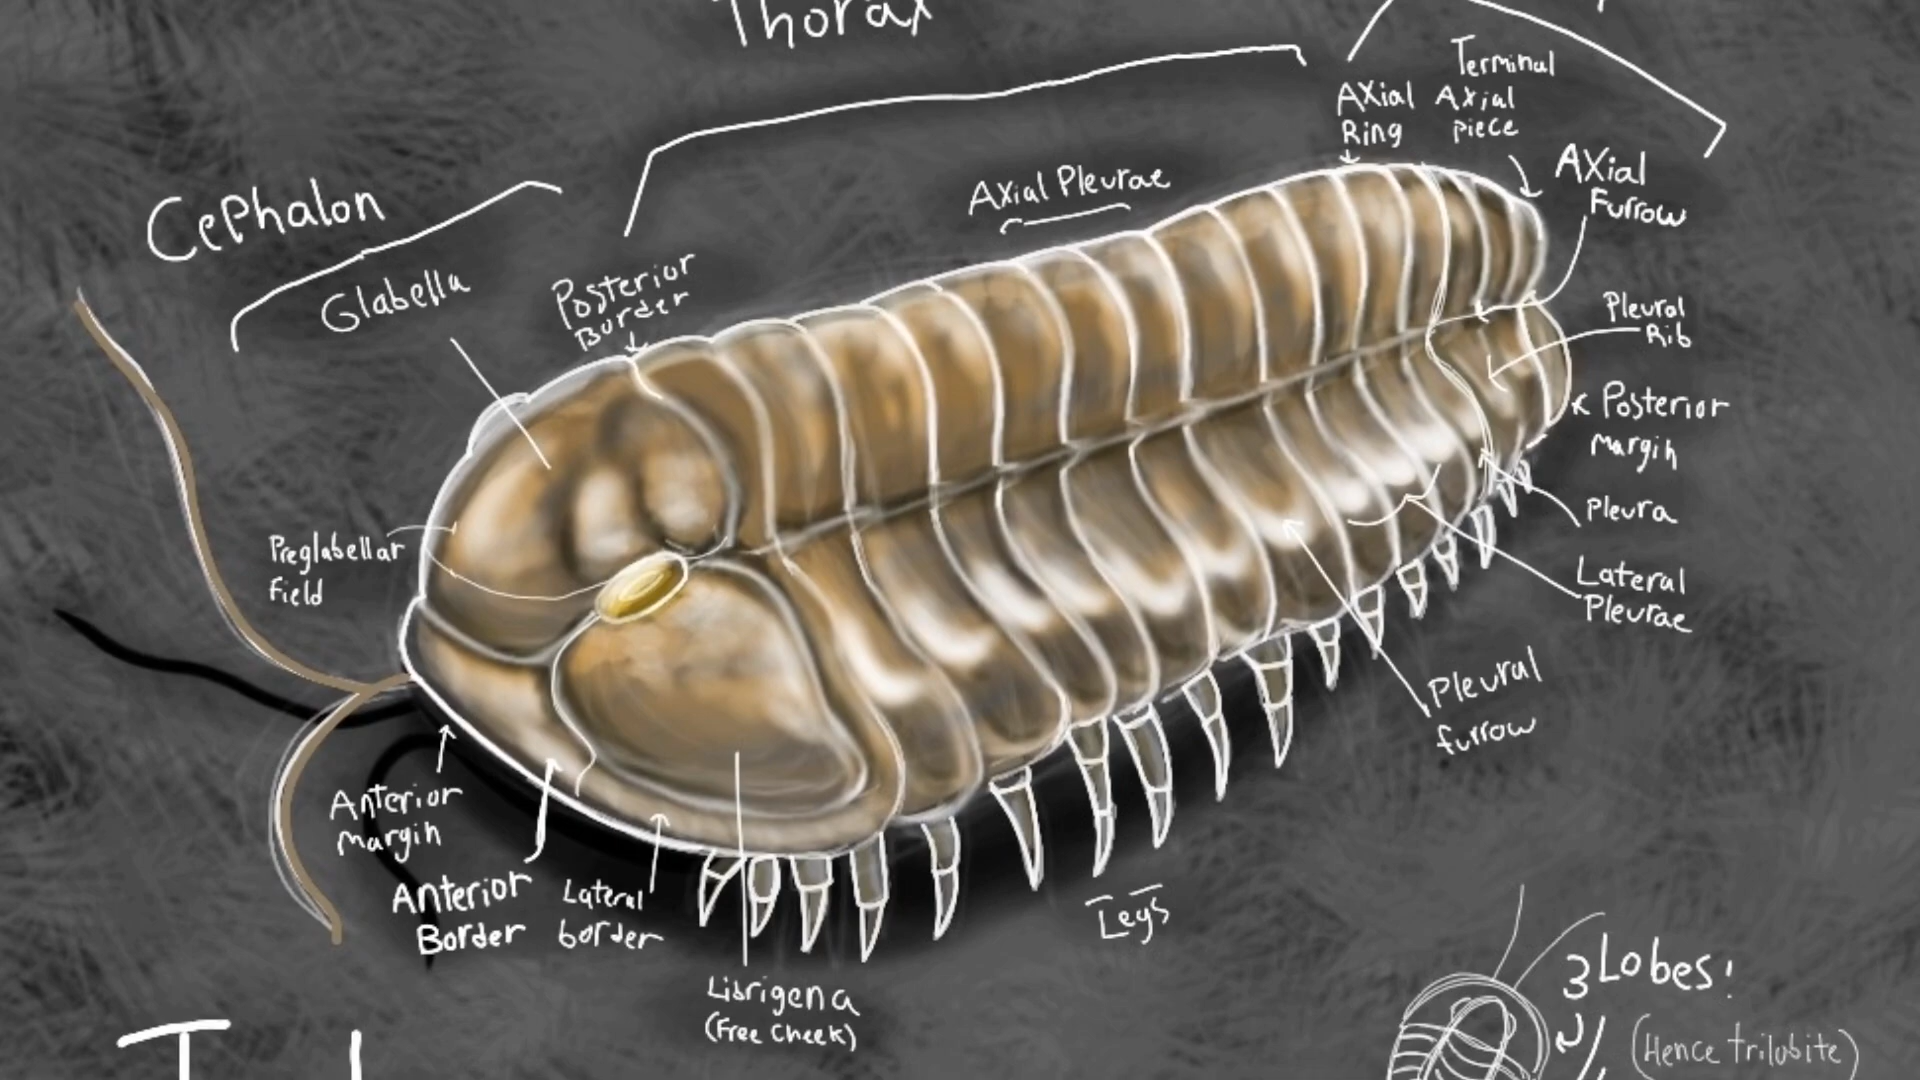 Thorax
Terminal
Axial
Piece
Axial
Ring
Axial
Furrow
Axial Pleurae
Cephalon
Glabella
Posterior
Border
Pleural
Rib
Posterior
Margin
Pleura
Lateral
Pleurae
Pleural
furrow
Preglabellar
Field
Anterior
Margin
Anterior
Border
Lateral
border
Legs
Librigena
(Free Cheek)
3 Lobes!
(Hence trilobite)